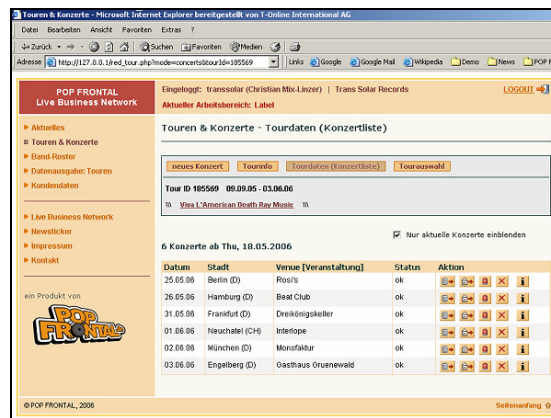 Touren & Konzerte - Microsoft Internet Explorer bereitgestellt von T-Online International AG
Datei Bearbeiten Ansicht Favoriten Extras ?
Zurück Suchen Favoriten Medien
Adresse http://127.0.0.1/red_tour.php?mode=concerts&tourId=185569 Links Google Google Mail Wikipedia Demo News POP F
POP FRONTAL
Live Business Network
Eingeloggt: transsolar (Christian Mix-Linzer) | Trans Solar Records
LOGOUT
Aktueller Arbeitsbereich: Label
Aktuelles
Touren & Konzerte
Band-Roster
Datenausgabe: Touren
Kundendaten
Live Business Network
Newsticker
Impressum
Kontakt
ein Produkt von
POP FRONTAL
Touren & Konzerte - Tourdaten (Konzertliste)
neues Konzert Tourinfo Tourdaten (Konzertliste) Tourauswahl
Tour ID 185569 09.09.05 - 03.06.06
\\\ Viva L'American Death Ray Music \\\
Nur aktuelle Konzerte einblenden
6 Konzerte ab Thu, 18.05.2006
Datum Stadt Venue [Veranstaltung] Status Aktion
25.05.06 Berlin (D) Rosi's ok
26.05.06 Hamburg (D) Beat Club ok
31.05.06 Frankfurt (D) Dreikönigskeller ok
01.06.06 Neuchatel (CH) Interlope ok
02.06.06 München (D) Monofaktur ok
03.06.06 Engelberg (D) Gasthaus Gruenewald ok
© POP FRONTAL, 2006
Seitenanfang